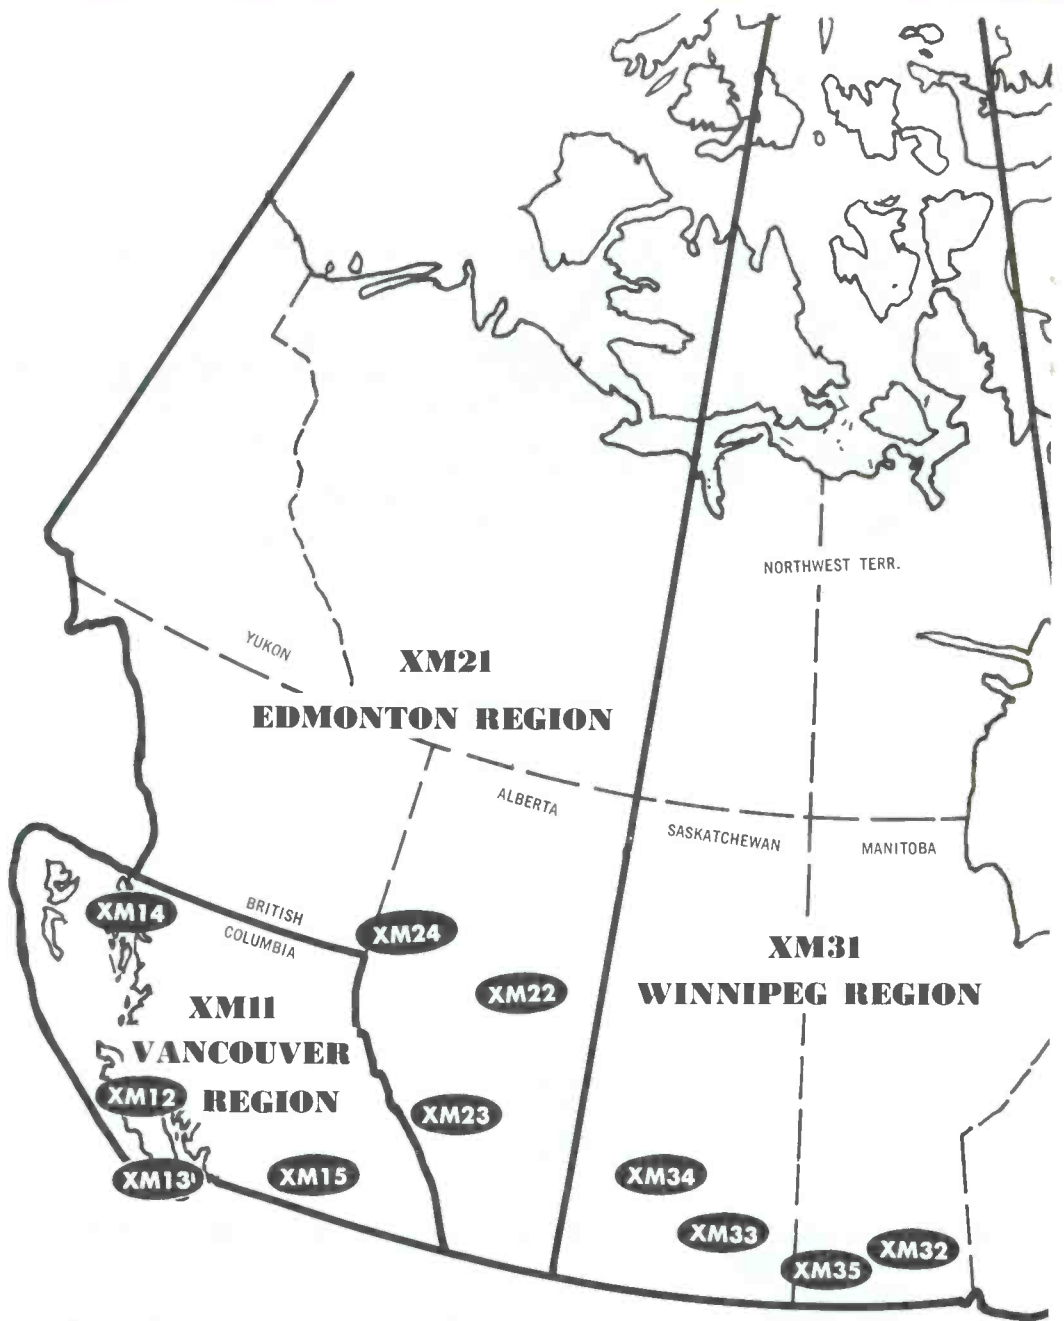 NORTHWEST TERR.
YUKON
XM21
EDMONTON REGION
ALBERTA
SASKATCHEWAN
MANITOBA
BRITISH
COLUMBIA
XM14
XM24
XM31
WINNIPEG REGION
XM22
XM11
VANCOUVER
REGION
XM12
XM23
XM13
XM15
XM34
XM33
XM32
XM35